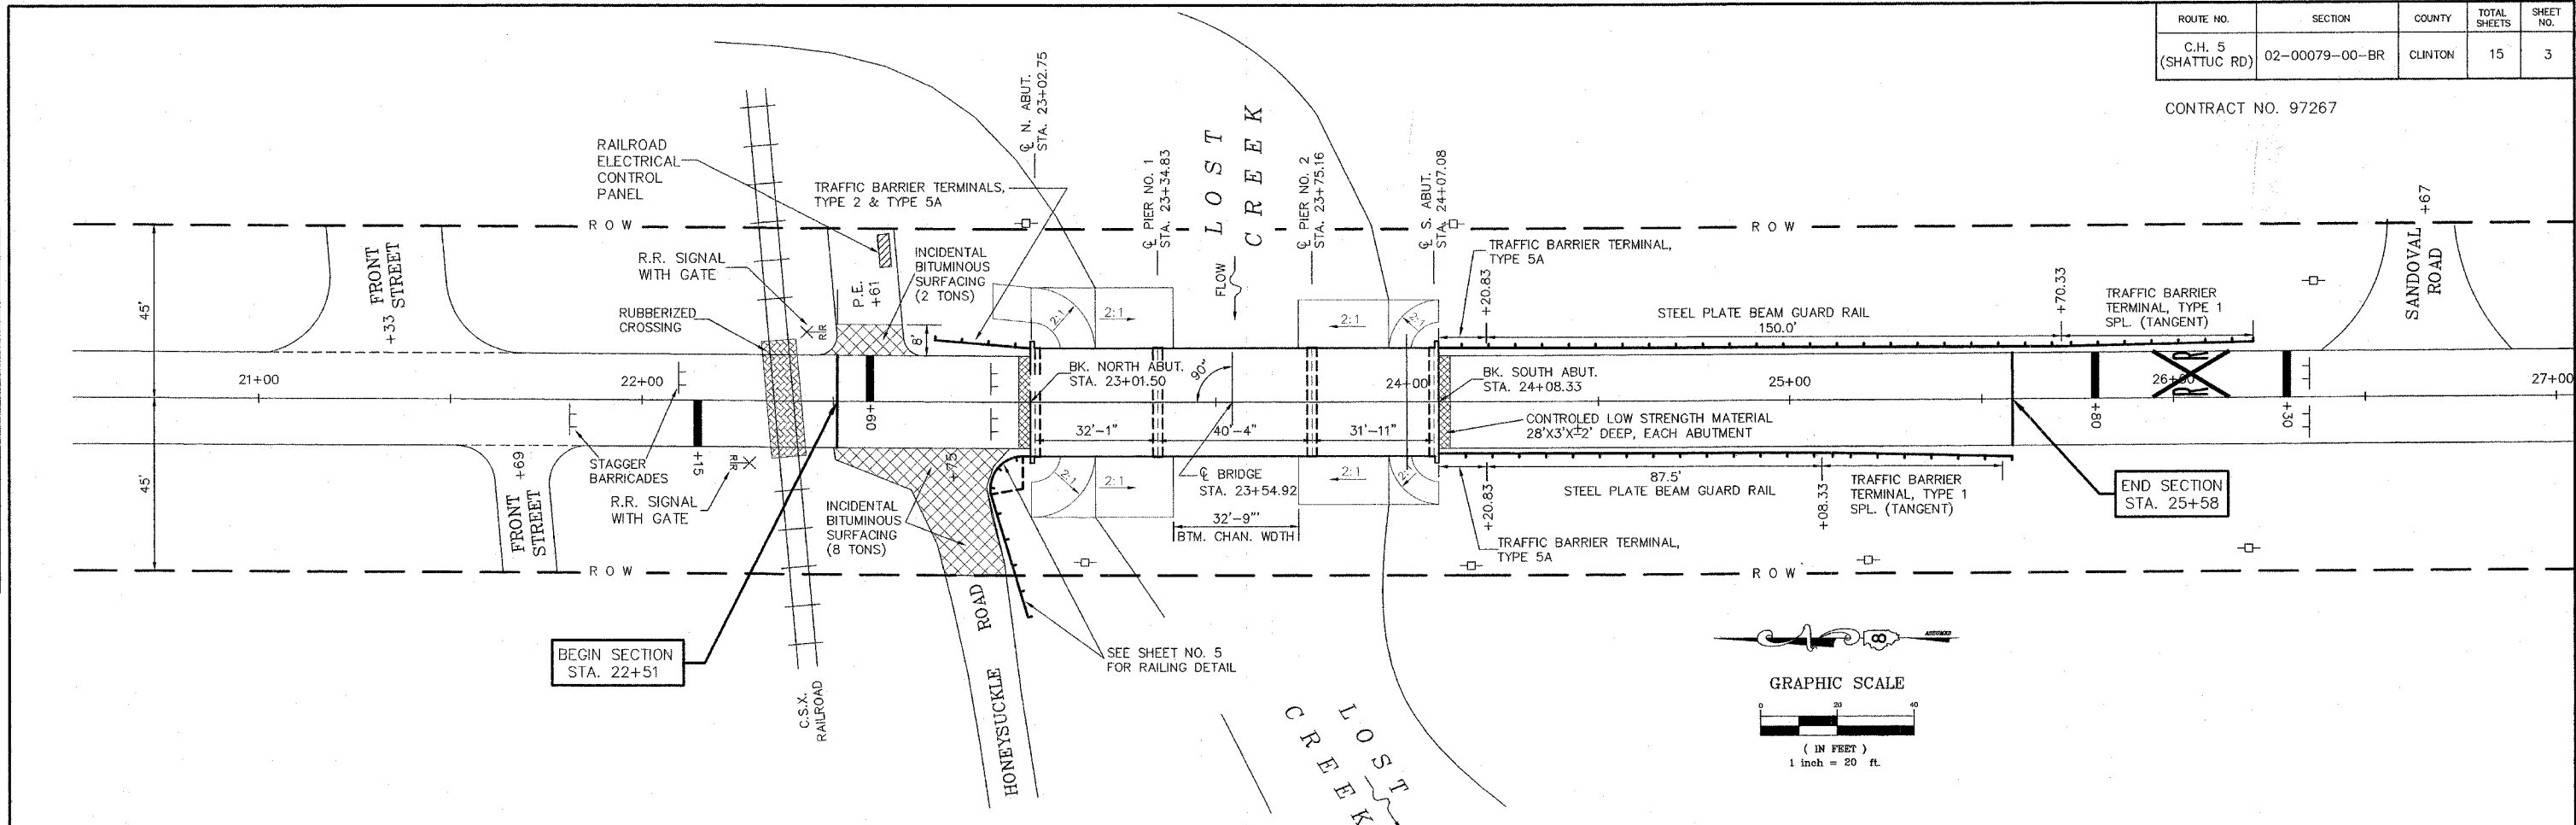 ROUTE NO. SECTION COUNTY TOTAL SHEETS SHEET NO.
C.H. 5 (SHATTUC RD) 02-00079-00-BR CLINTON 15 3
CONTRACT NO. 97267
℄ N. ABUT.
STA. 23+02.75
℄ PIER NO. 1
STA. 23+34.83
LOST
CREEK
FLOW
℄ PIER NO. 2
STA. 23+75.16
℄ S. ABUT.
STA. 24+07.08
RAILROAD
ELECTRICAL
CONTROL
PANEL
TRAFFIC BARRIER TERMINALS,
TYPE 2 & TYPE 5A
ROW
ROW
45'
45'
FRONT
STREET
+33
R.R. SIGNAL
WITH GATE
RR
RUBBERIZED
CROSSING
P.E.
+61
INCIDENTAL
BITUMINOUS
SURFACING
(2 TONS)
8'
2:1
2:1
2:1
2:1
TRAFFIC BARRIER TERMINAL,
TYPE 5A
+20.83
STEEL PLATE BEAM GUARD RAIL
150.0'
+70.33
TRAFFIC BARRIER
TERMINAL, TYPE 1
SPL. (TANGENT)
SANDOVAL
ROAD
+67
21+00
22+00
BK. NORTH ABUT.
STA. 23+01.50
90°
24+00
BK. SOUTH ABUT.
STA. 24+08.33
25+00
26+00
RR
27+00
+15
+60
+80
+30
32'-1"
40'-4"
31'-11"
CONTROLED LOW STRENGTH MATERIAL
28'X3'X±2' DEEP, EACH ABUTMENT
FRONT
STREET
+69
STAGGER
BARRICADES
R.R. SIGNAL
WITH GATE
RR
+75
INCIDENTAL
BITUMINOUS
SURFACING
(8 TONS)
2:1
2:1
2:1
2:1
℄ BRIDGE
STA. 23+54.92
32'-9"
BTM. CHAN. WDTH
+20.83
87.5'
STEEL PLATE BEAM GUARD RAIL
+08.33
TRAFFIC BARRIER
TERMINAL, TYPE 1
SPL. (TANGENT)
END SECTION
STA. 25+58
TRAFFIC BARRIER TERMINAL,
TYPE 5A
ROW
ROW
BEGIN SECTION
STA. 22+51
C.S.X.
RAILROAD
HONEYSUCKLE ROAD
SEE SHEET NO. 5
FOR RAILING DETAIL
LOST
CREEK
8
ASSUMED
GRAPHIC SCALE
0 20 40
( IN FEET )
1 inch = 20 ft.